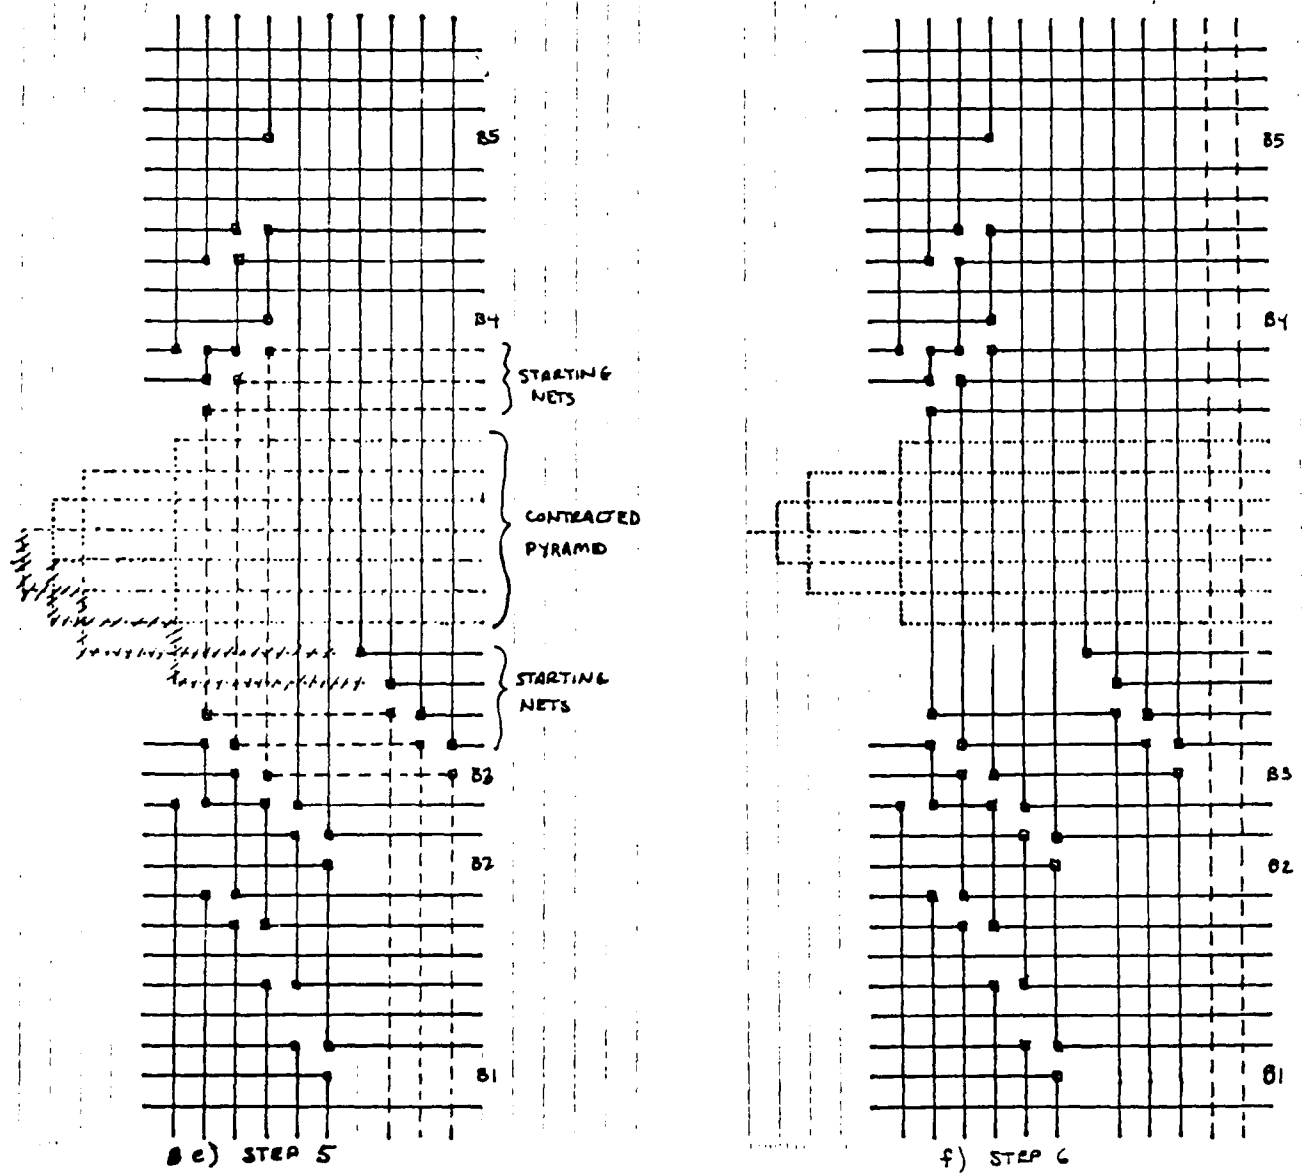 B5
B4
STARTING
NETS
CONTRACTED
PYRAMID
STARTING
NETS
B3
B2
B1
e) STEP 5
B5
B4
B3
B2
B1
f) STEP 6